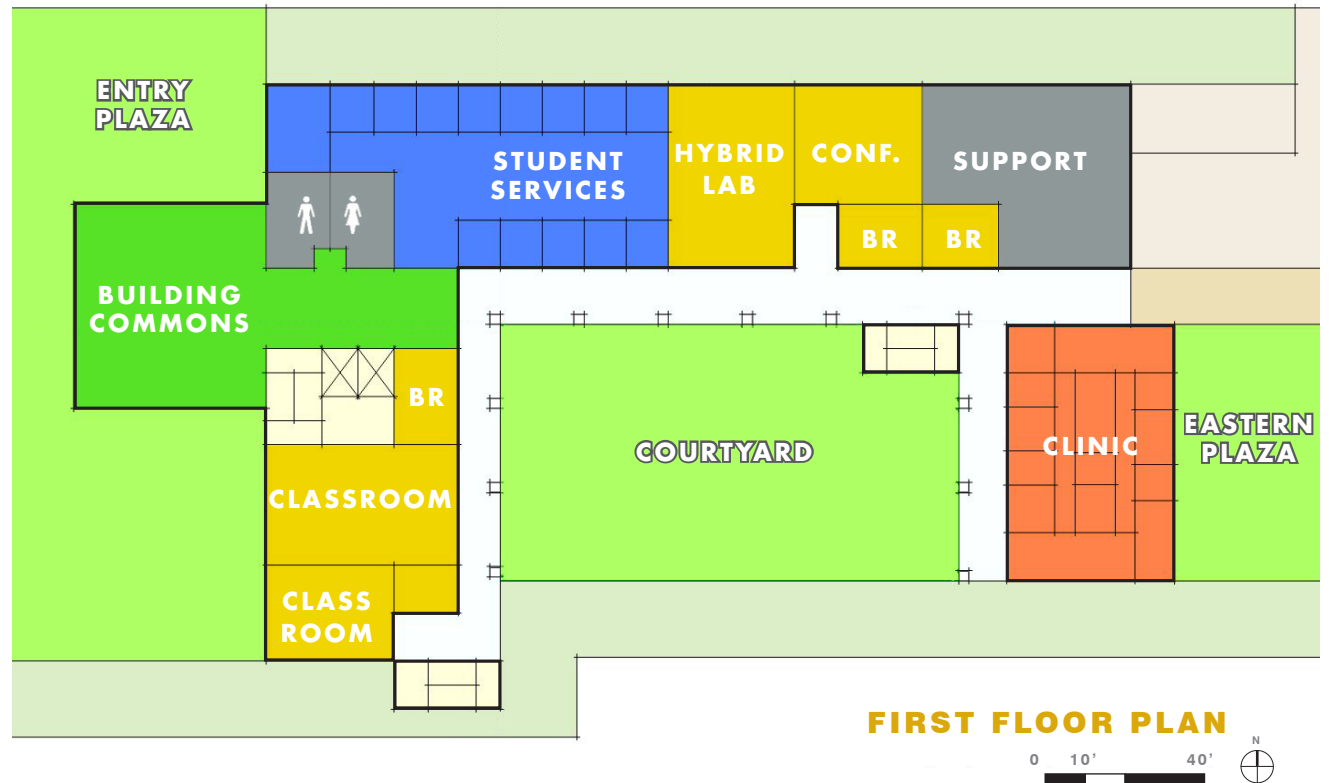 ENTRY
PLAZA
STUDENT
SERVICES
HYBRID
LAB
CONF.
SUPPORT
BR
BR
BUILDING
COMMONS
BR
COURTYARD
CLINIC
EASTERN
PLAZA
CLASSROOM
CLASS
ROOM
FIRST FLOOR PLAN
N
0 10' 40'